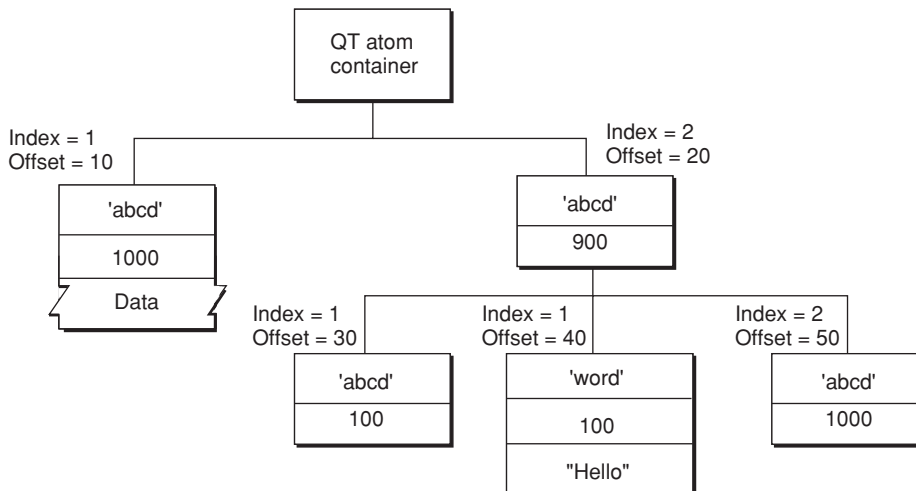 QT atom
container
Index = 1
Offset = 10
Index = 2
Offset = 20
'abcd'
1000
Data
'abcd'
900
Index = 1
Offset = 30
Index = 1
Offset = 40
Index = 2
Offset = 50
'abcd'
100
'word'
100
"Hello"
'abcd'
1000